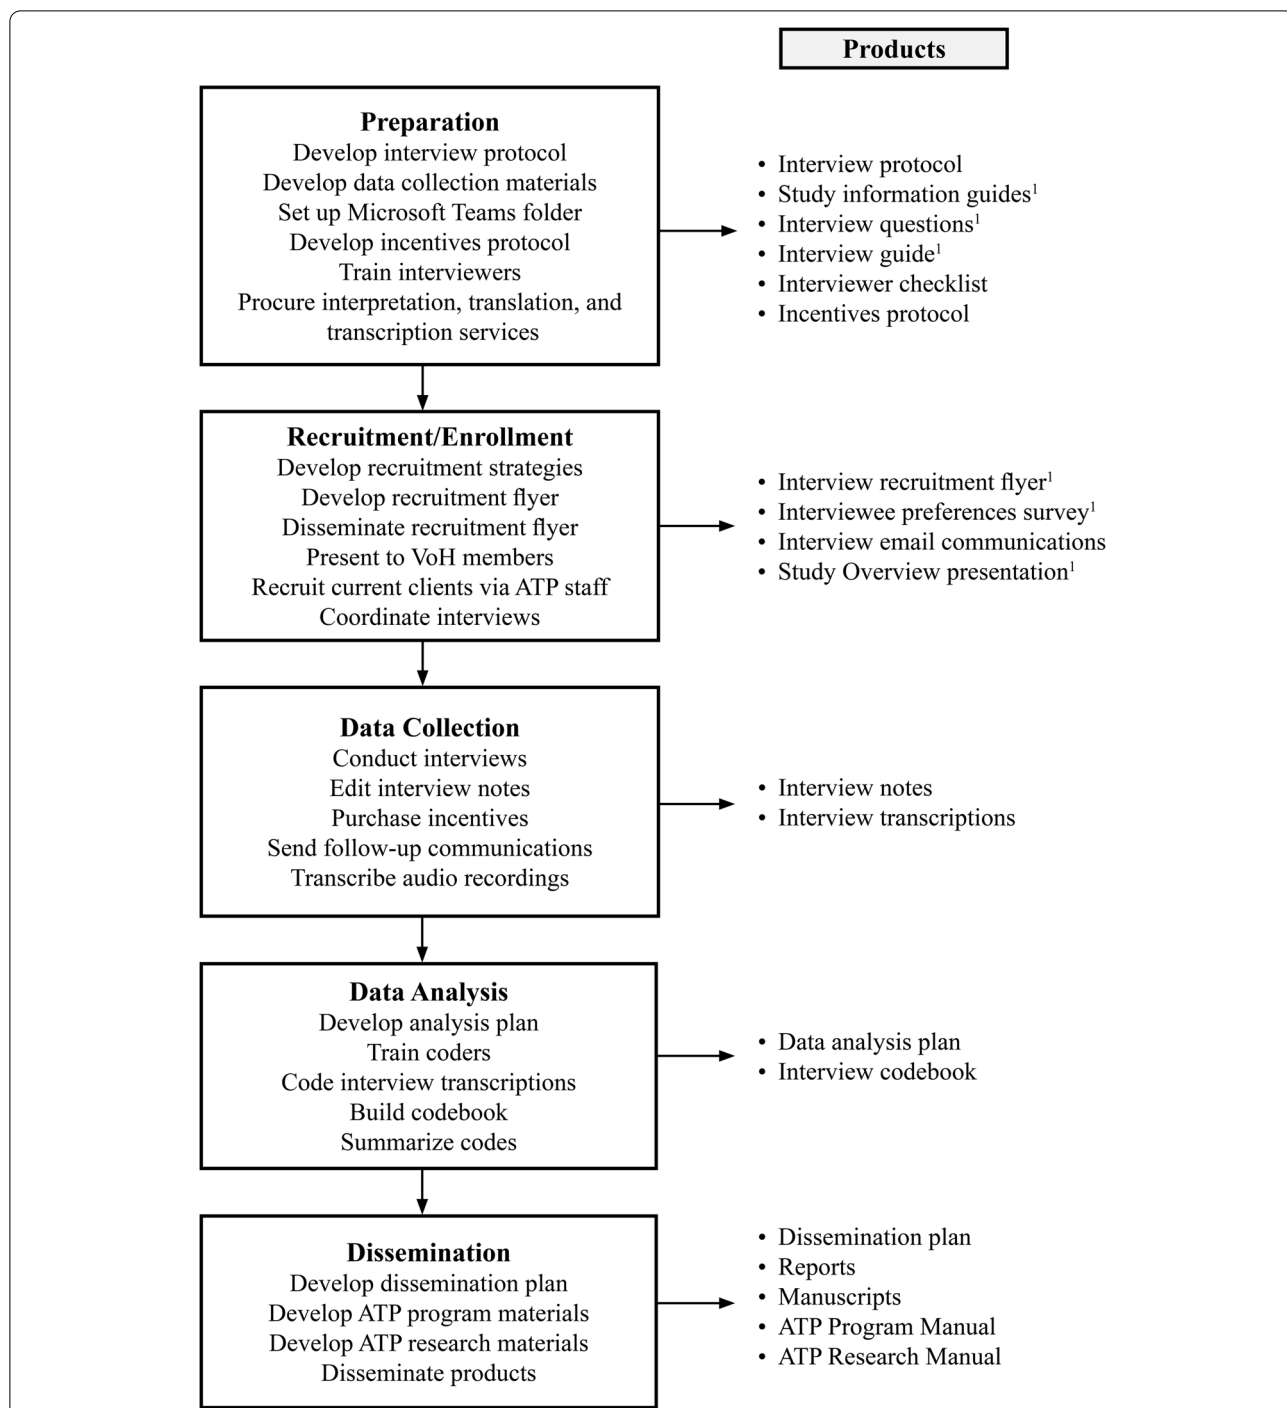 Products
Preparation
Develop interview protocol
Develop data collection materials
Set up Microsoft Teams folder
Develop incentives protocol
Train interviewers
Procure interpretation, translation, and
transcription services
• Interview protocol
• Study information guides¹
• Interview questions¹
• Interview guide¹
• Interviewer checklist
• Incentives protocol
Recruitment/Enrollment
Develop recruitment strategies
Develop recruitment flyer
Disseminate recruitment flyer
Present to VoH members
Recruit current clients via ATP staff
Coordinate interviews
• Interview recruitment flyer¹
• Interviewee preferences survey¹
• Interview email communications
• Study Overview presentation¹
Data Collection
Conduct interviews
Edit interview notes
Purchase incentives
Send follow-up communications
Transcribe audio recordings
• Interview notes
• Interview transcriptions
Data Analysis
Develop analysis plan
Train coders
Code interview transcriptions
Build codebook
Summarize codes
• Data analysis plan
• Interview codebook
Dissemination
Develop dissemination plan
Develop ATP program materials
Develop ATP research materials
Disseminate products
• Dissemination plan
• Reports
• Manuscripts
• ATP Program Manual
• ATP Research Manual